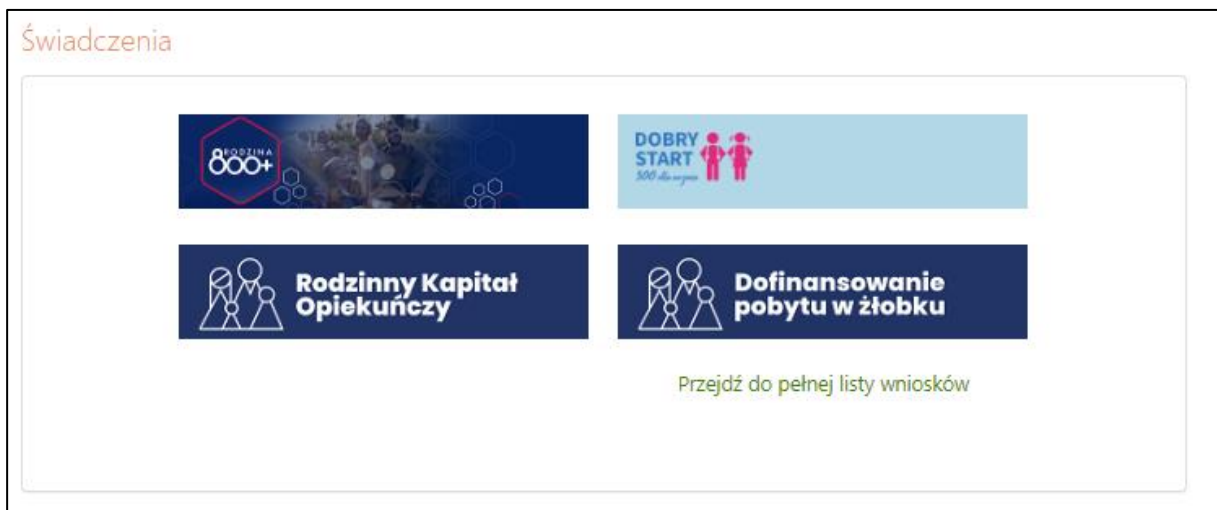 Świadczenia
RODZINA
800+
DOBRY
START
300 dla ucznia
Rodzinny Kapitał
Opiekuńczy
Dofinansowanie
pobytu w żłobku
Przejdź do pełnej listy wniosków